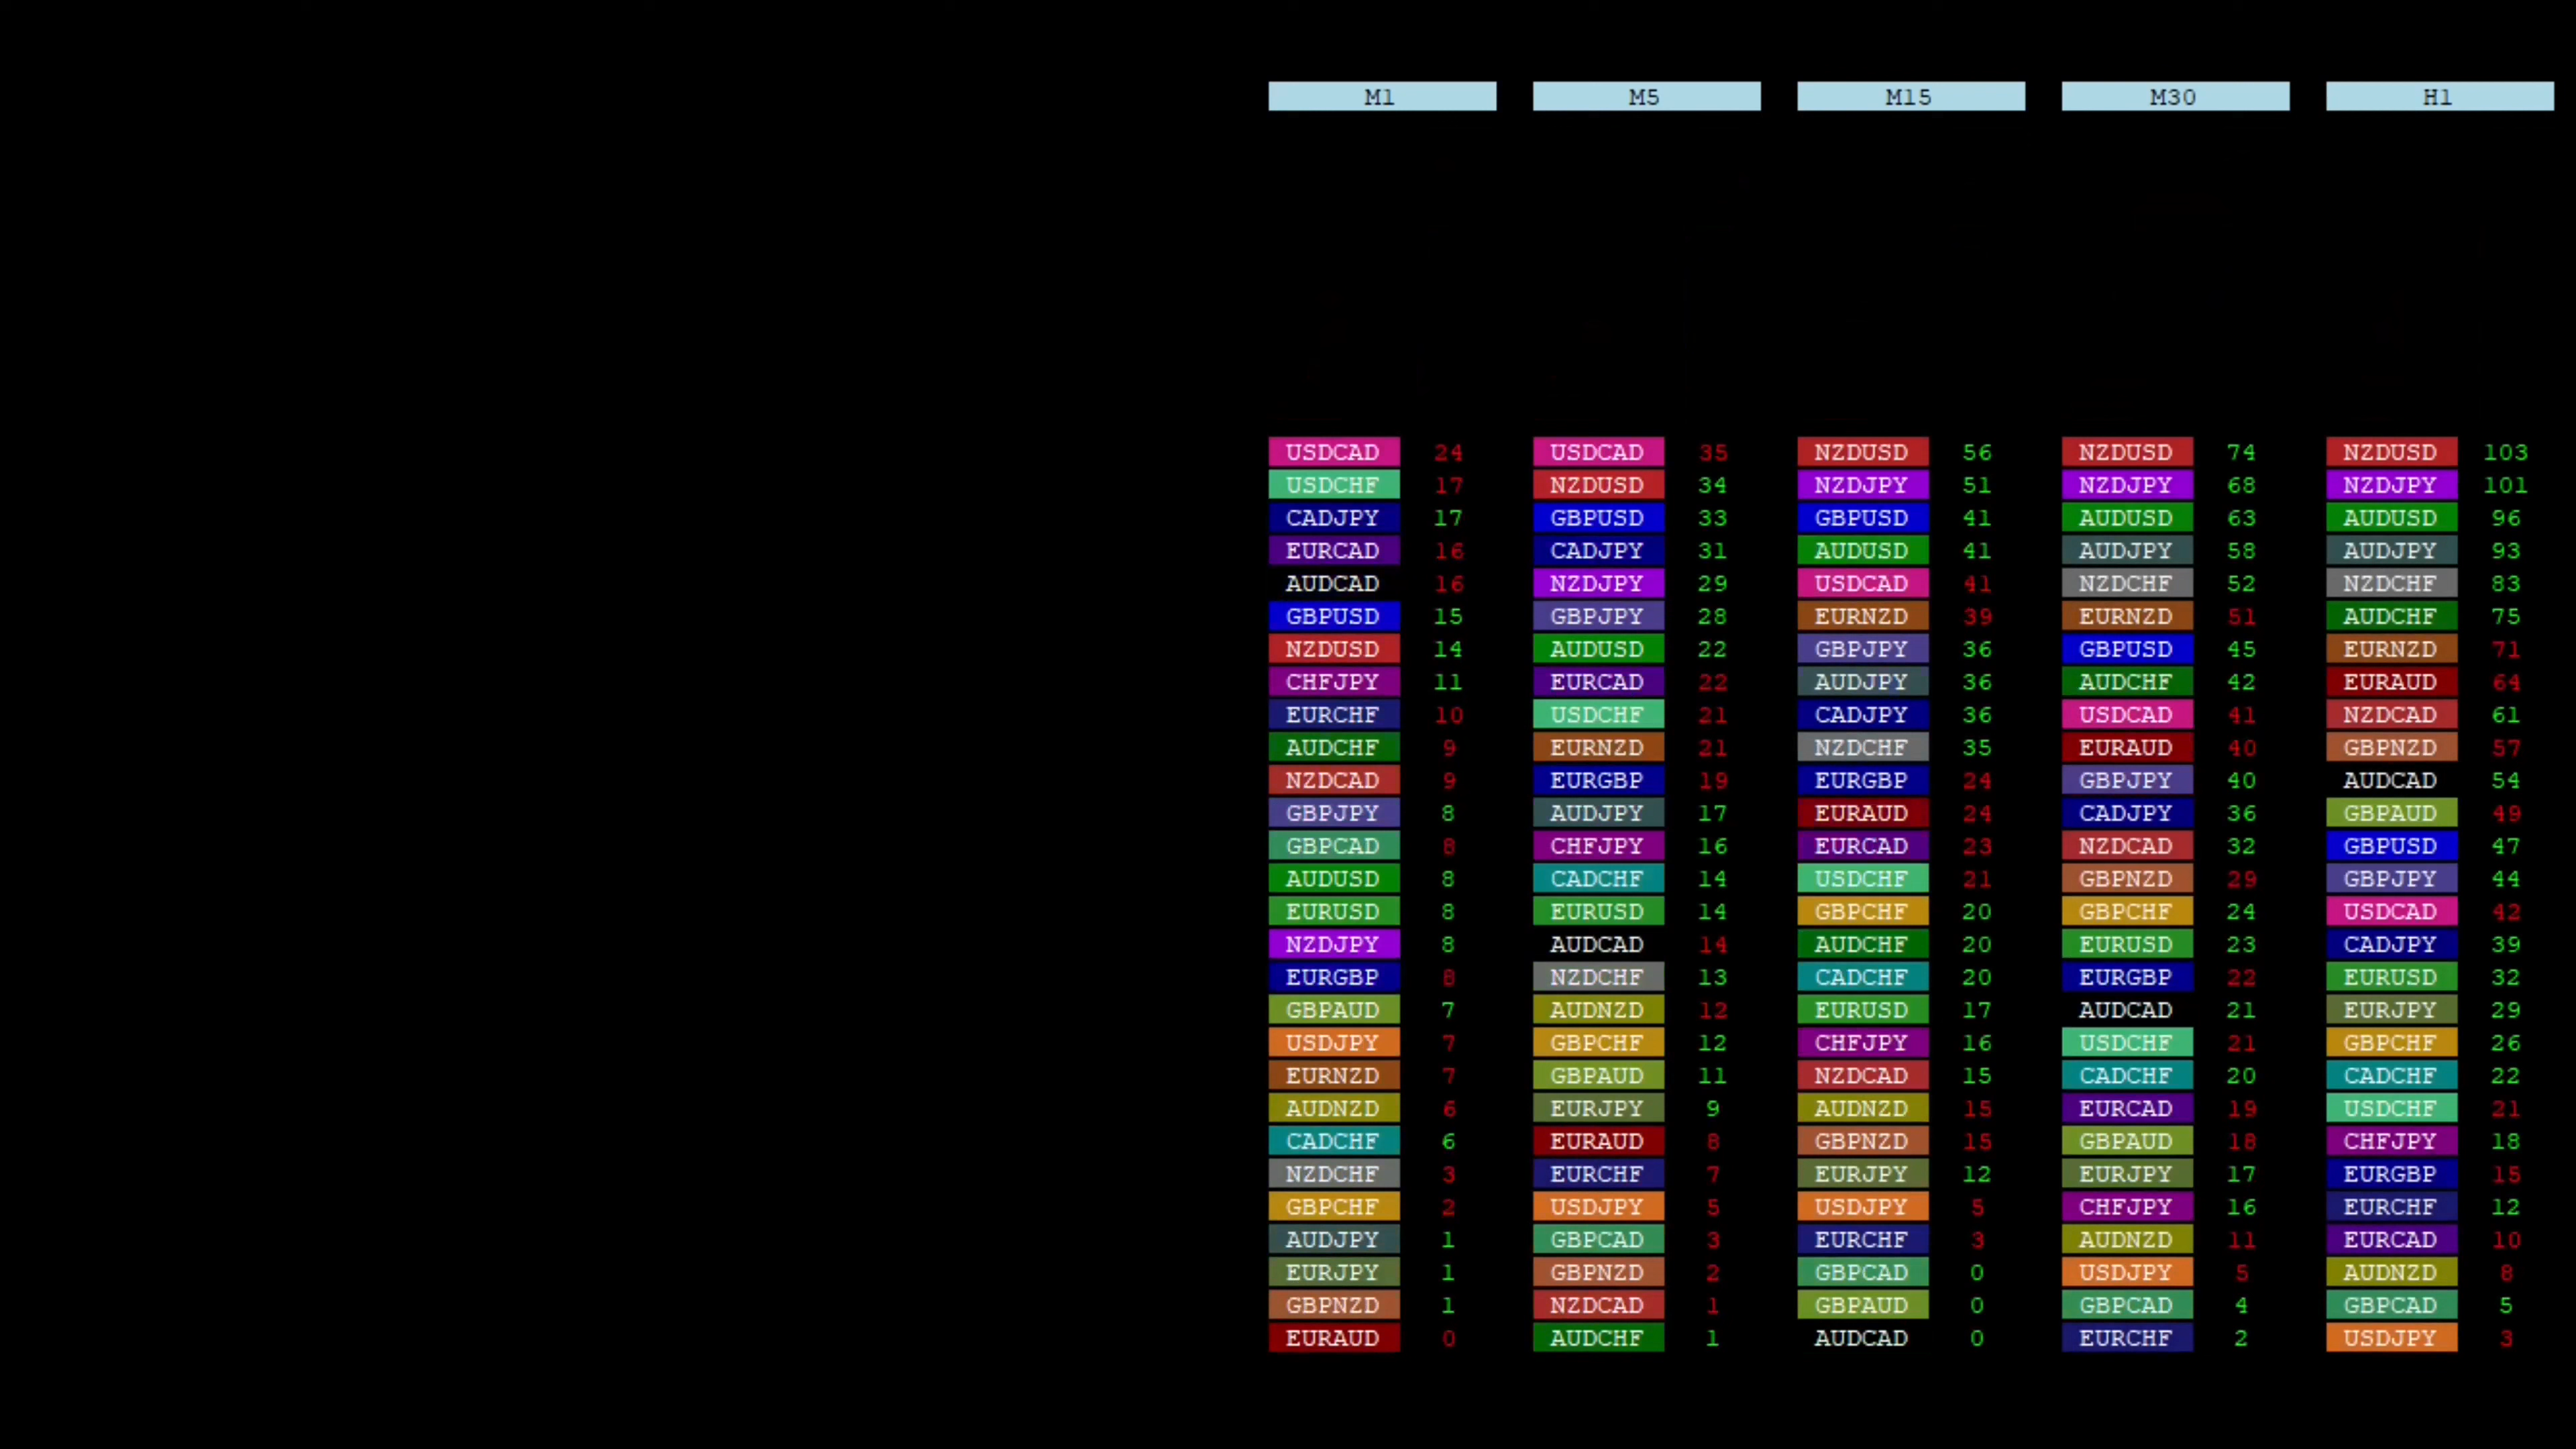 M1 M5 M15 M30 H1
USDCAD 24 USDCAD 35 NZDUSD 56 NZDUSD 74 NZDUSD 103
USDCHF 17 NZDUSD 34 NZDJPY 51 NZDJPY 68 NZDJPY 101
CADJPY 17 GBPUSD 33 GBPUSD 41 AUDUSD 63 AUDUSD 96
EURCAD 16 CADJPY 31 AUDUSD 41 AUDJPY 58 AUDJPY 93
AUDCAD 16 NZDJPY 29 USDCAD 41 NZDCHF 52 NZDCHF 83
GBPUSD 15 GBPJPY 28 EURNZD 39 EURNZD 51 AUDCHF 75
NZDUSD 14 AUDUSD 22 GBPJPY 36 GBPUSD 45 EURNZD 71
CHFJPY 11 EURCAD 22 AUDJPY 36 AUDCHF 42 EURAUD 64
EURCHF 10 USDCHF 21 CADJPY 36 USDCAD 41 NZDCAD 61
AUDCHF 9 EURNZD 21 NZDCHF 35 EURAUD 40 GBPNZD 57
NZDCAD 9 EURGBP 19 EURGBP 24 GBPJPY 40 AUDCAD 54
GBPJPY 8 AUDJPY 17 EURAUD 24 CADJPY 36 GBPAUD 49
GBPCAD 8 CHFJPY 16 EURCAD 23 NZDCAD 32 GBPUSD 47
AUDUSD 8 CADCHF 14 USDCHF 21 GBPNZD 29 GBPJPY 44
EURUSD 8 EURUSD 14 GBPCHF 20 GBPCHF 24 USDCAD 42
NZDJPY 8 AUDCAD 14 AUDCHF 20 EURUSD 23 CADJPY 39
EURGBP 8 NZDCHF 13 CADCHF 20 EURGBP 22 EURUSD 32
GBPAUD 7 AUDNZD 12 EURUSD 17 AUDCAD 21 EURJPY 29
USDJPY 7 GBPCHF 12 CHFJPY 16 USDCHF 21 GBPCHF 26
EURNZD 7 GBPAUD 11 NZDCAD 15 CADCHF 20 CADCHF 22
AUDNZD 6 EURJPY 9 AUDNZD 15 EURCAD 19 USDCHF 21
CADCHF 6 EURAUD 8 GBPNZD 15 GBPAUD 18 CHFJPY 18
NZDCHF 3 EURCHF 7 EURJPY 12 EURJPY 17 EURGBP 15
GBPCHF 2 USDJPY 5 USDJPY 5 CHFJPY 16 EURCHF 12
AUDJPY 1 GBPCAD 3 EURCHF 3 AUDNZD 11 EURCAD 10
EURJPY 1 GBPNZD 2 GBPCAD 0 USDJPY 5 AUDNZD 8
GBPNZD 1 NZDCAD 1 GBPAUD 0 GBPCAD 4 GBPCAD 5
EURAUD 0 AUDCHF 1 AUDCAD 0 EURCHF 2 USDJPY 3